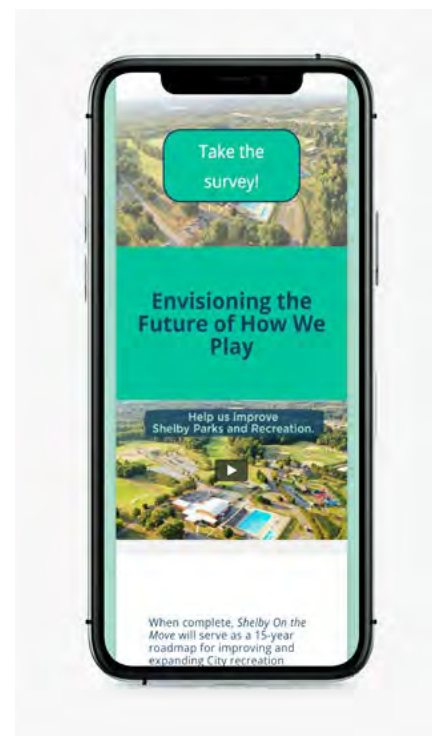 Take the
survey!
Envisioning the
Future of How We
Play
Help us improve
Shelby Parks and Recreation.
When complete, Shelby On the
Move will serve as a 15-year
roadmap for improving and
expanding City recreation